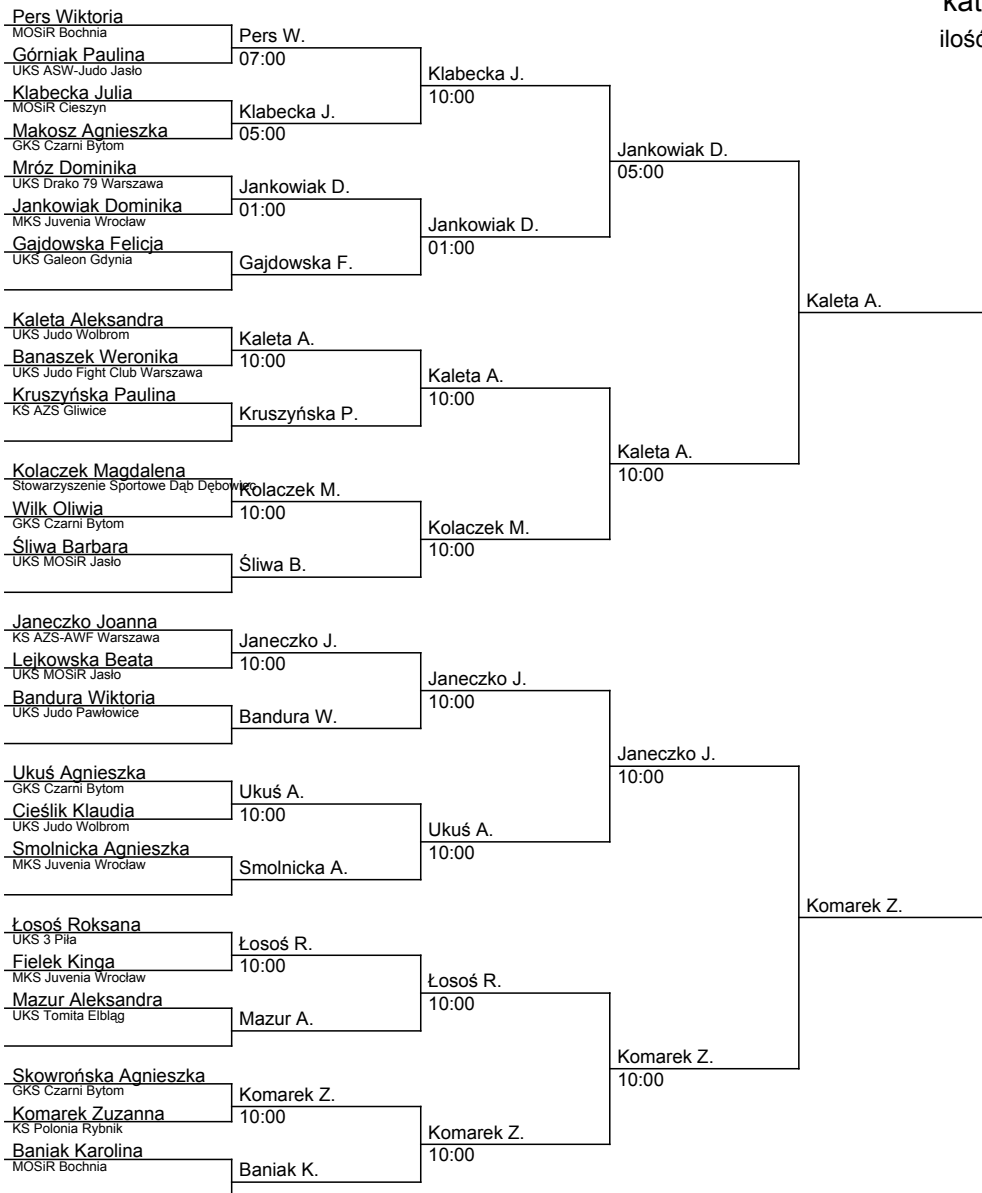 Pers Wiktoria
MOSiR Bochnia
Górniak Paulina
UKS ASW-Judo Jasło
Klabecka Julia
MOSiR Cieszyn
Makosz Agnieszka
GKS Czarni Bytom
Mróz Dominika
UKS Drako 79 Warszawa
Jankowiak Dominika
MKS Juvenia Wrocław
Gajdowska Felicja
UKS Galeon Gdynia
Kaleta Aleksandra
UKS Judo Wolbrom
Banaszek Weronika
UKS Judo Fight Club Warszawa
Kruszyńska Paulina
KS AZS Gliwice
Kolaczek Magdalena
Stowarzyszenie Sportowe Dąb Dębowiec
Wilk Oliwia
GKS Czarni Bytom
Śliwa Barbara
UKS MOSiR Jasło
Janeczko Joanna
KS AZS-AWF Warszawa
Lejkowska Beata
UKS MOSiR Jasło
Bandura Wiktoria
UKS Judo Pawłowice
Ukuś Agnieszka
GKS Czarni Bytom
Cieślik Klaudia
UKS Judo Wolbrom
Smolnicka Agnieszka
MKS Juvenia Wrocław
Łosoś Roksana
UKS 3 Piła
Fielek Kinga
MKS Juvenia Wrocław
Mazur Aleksandra
UKS Tomita Elbląg
Skowrońska Agnieszka
GKS Czarni Bytom
Komarek Zuzanna
KS Polonia Rybnik
Baniak Karolina
MOSiR Bochnia
Pers W.
07:00
Klabecka J.
05:00
Jankowiak D.
01:00
Gajdowska F.
Kaleta A.
10:00
Kruszyńska P.
Kolaczek M.
10:00
Śliwa B.
Janeczko J.
10:00
Bandura W.
Ukuś A.
10:00
Smolnicka A.
Łosoś R.
10:00
Mazur A.
Komarek Z.
10:00
Baniak K.
Klabecka J.
10:00
Jankowiak D.
01:00
Kaleta A.
10:00
Kolaczek M.
10:00
Janeczko J.
10:00
Ukuś A.
10:00
Łosoś R.
10:00
Komarek Z.
10:00
Jankowiak D.
05:00
Kaleta A.
10:00
Janeczko J.
10:00
Komarek Z.
10:00
Kaleta A.
Komarek Z.
kat
ilość